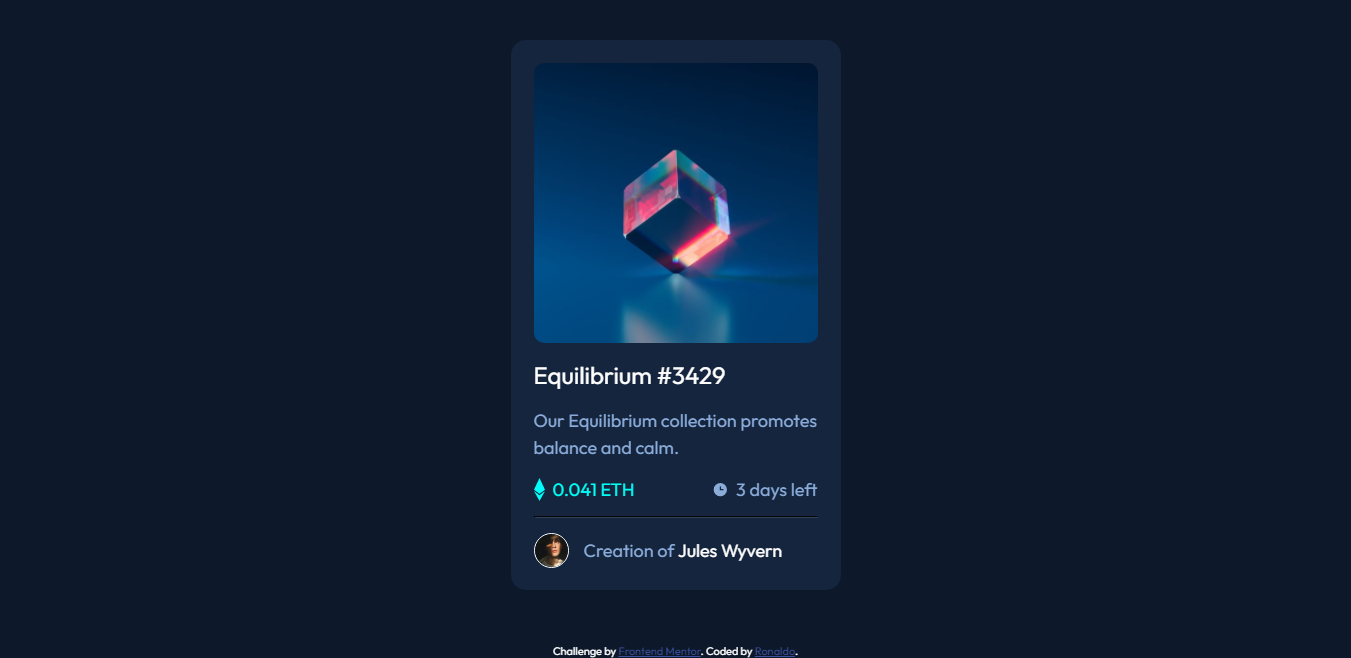 Equilibrium #3429
Our Equilibrium collection promotes
balance and calm.
0.041 ETH
3 days left
Creation of Jules Wyvern
Challenge by Frontend Mentor. Coded by Ronaldo.